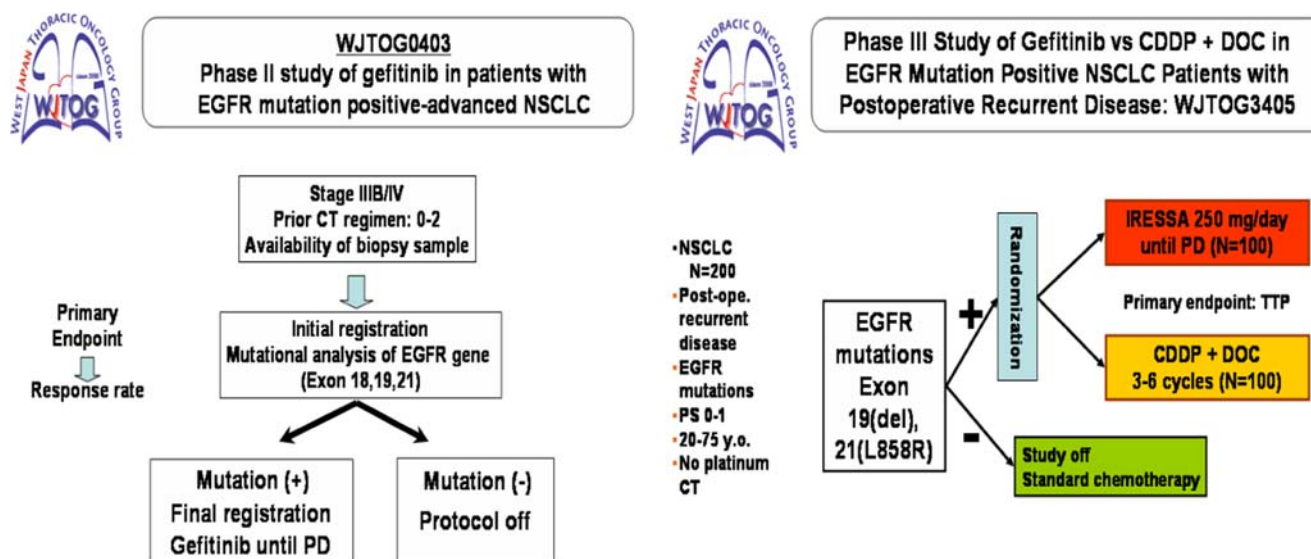 WEST JAPAN THORACIC ONCOLOGY GROUP
since 2000
WJTOG
WJTOG0403
Phase II study of gefitinib in patients with
EGFR mutation positive-advanced NSCLC
Stage IIIB/IV
Prior CT regimen: 0-2
Availability of biopsy sample
Primary
Endpoint
Response rate
Initial registration
Mutational analysis of EGFR gene
(Exon 18,19,21)
Mutation (+)
Final registration
Gefitinib until PD
Mutation (-)
Protocol off
WEST JAPAN THORACIC ONCOLOGY GROUP
since 2000
WJTOG
Phase III Study of Gefitinib vs CDDP + DOC in
EGFR Mutation Positive NSCLC Patients with
Postoperative Recurrent Disease: WJTOG3405
•NSCLC
N=200
•Post-ope.
recurrent
disease
•EGFR
mutations
•PS 0-1
•20-75 y.o.
•No platinum
CT
EGFR
mutations
Exon
19(del),
21(L858R)
+
-
Randomization
IRESSA 250 mg/day
until PD (N=100)
Primary endpoint: TTP
CDDP + DOC
3-6 cycles (N=100)
Study off
Standard chemotherapy